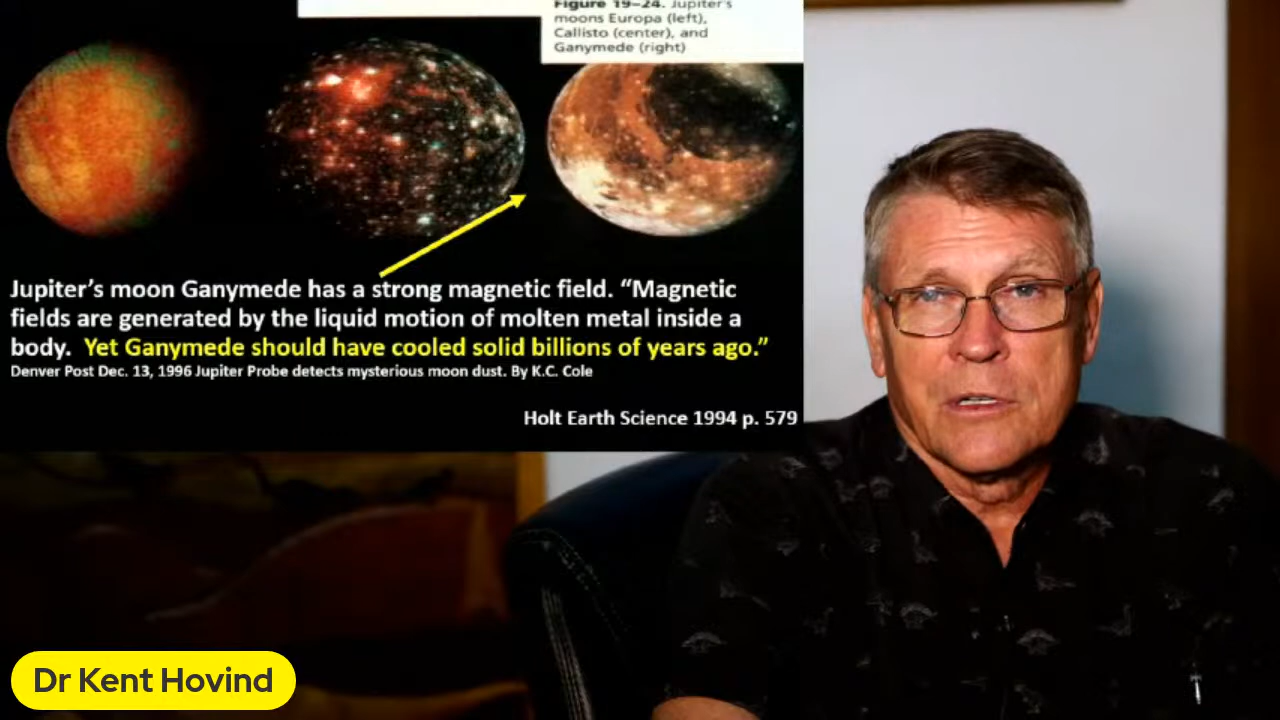 Figure 19–24. Jupiter's
moons Europa (left),
Callisto (center), and
Ganymede (right)
Jupiter's moon Ganymede has a strong magnetic field. "Magnetic
fields are generated by the liquid motion of molten metal inside a
body. Yet Ganymede should have cooled solid billions of years ago."
Denver Post Dec. 13, 1996 Jupiter Probe detects mysterious moon dust. By K.C. Cole
Holt Earth Science 1994 p. 579
Dr Kent Hovind